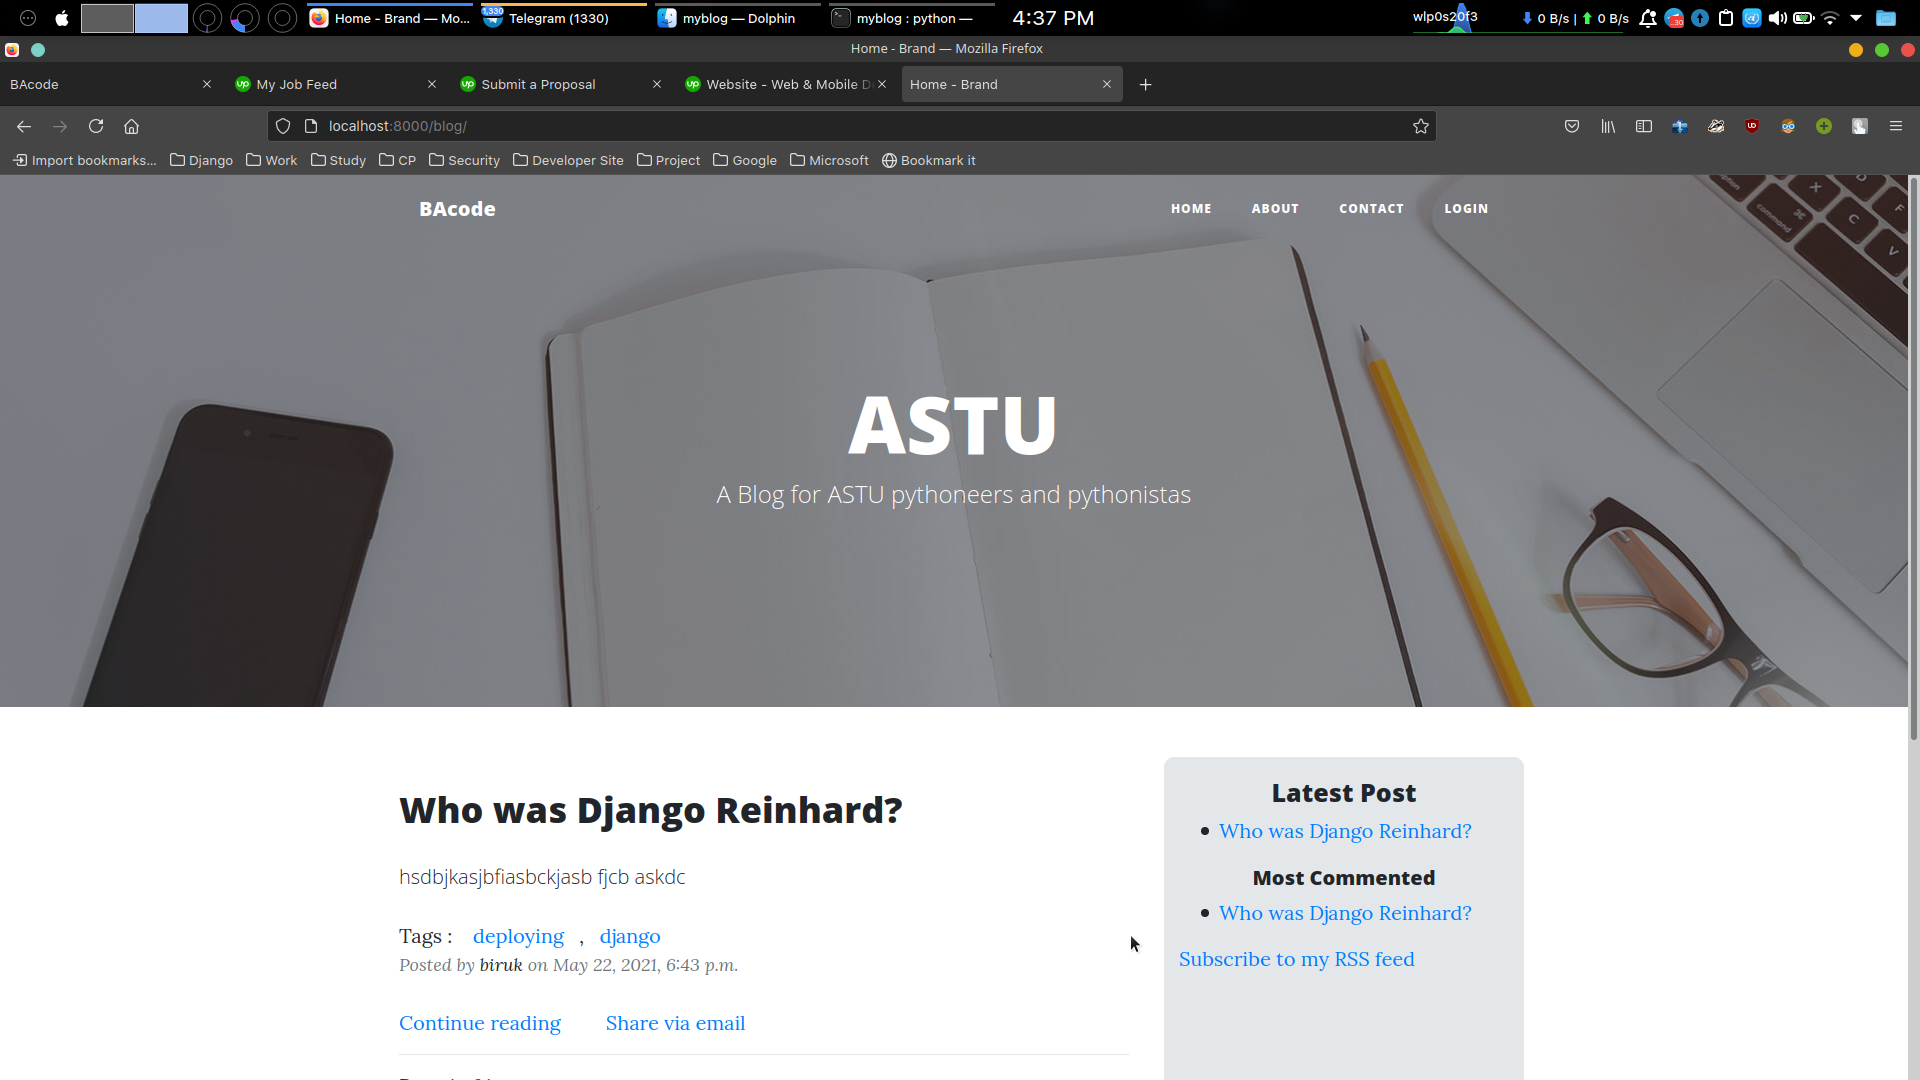 Home - Brand — Mo...
1,330
Telegram (1330)
myblog — Dolphin
myblog : python —
4:37 PM
wlp0s20f3
0 B/s | 0 B/s
Home - Brand — Mozilla Firefox
BAcode
My Job Feed
Submit a Proposal
Website - Web & Mobile D
Home - Brand
localhost:8000/blog/
Import bookmarks...
Django
Work
Study
CP
Security
Developer Site
Project
Google
Microsoft
Bookmark it
BAcode
HOME
ABOUT
CONTACT
LOGIN
command
ASTU
A Blog for ASTU pythoneers and pythonistas
Who was Django Reinhard?
hsdbjkasjbfiasbckjasb fjcb askdc
Tags : deploying , django
Posted by biruk on May 22, 2021, 6:43 p.m.
Continue reading
Share via email
Latest Post
Who was Django Reinhard?
Most Commented
Who was Django Reinhard?
Subscribe to my RSS feed